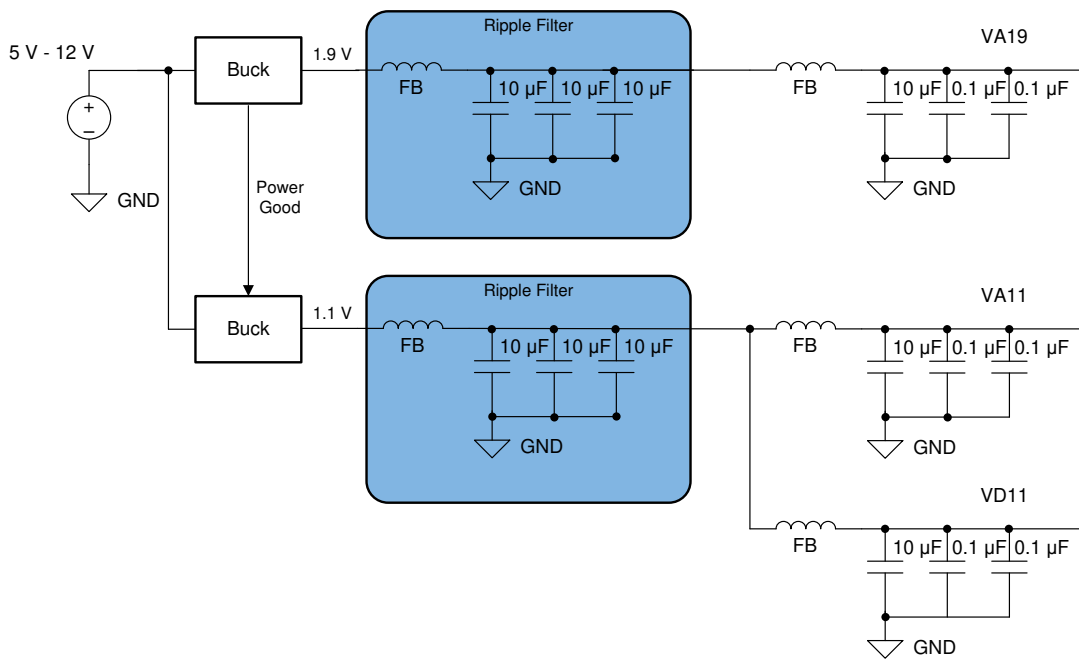 Ripple Filter
VA19
5 V - 12 V
Buck
1.9 V
FB
10 µF
10 µF
10 µF
FB
10 µF
0.1 µF
0.1 µF
+
−
GND
GND
GND
Power
Good
Ripple Filter
VA11
Buck
1.1 V
FB
10 µF
10 µF
10 µF
FB
10 µF
0.1 µF
0.1 µF
GND
GND
VD11
FB
10 µF
0.1 µF
0.1 µF
GND